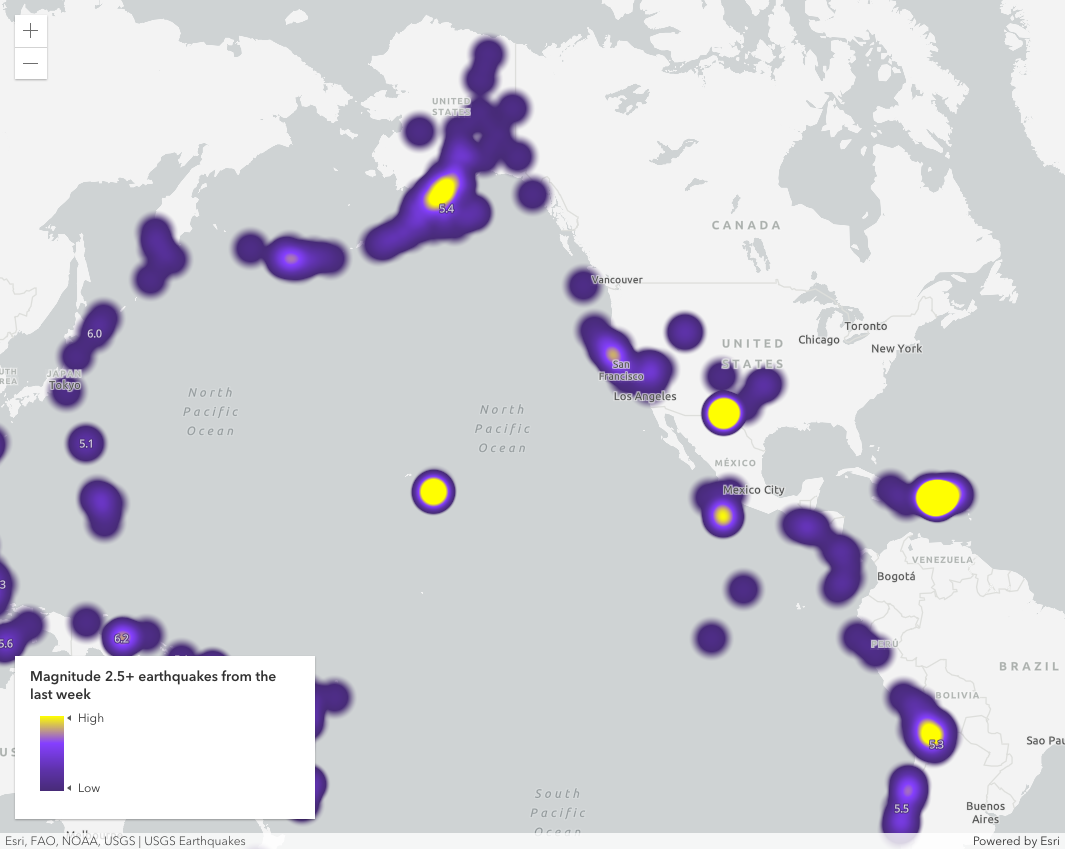 +
−
UNITED
STATES
CANADA
5.4
Vancouver
Toronto
Chicago
New York
UNITED
STATES
San
Francisco
Los Angeles
6.0
JAPAN
Tokyo
North
Pacific
Ocean
North
Pacific
Ocean
5.1
MÉXICO
Mexico City
VENEZUELA
Bogotá
3
5.6
6.2
PERÚ
BRAZIL
BOLIVIA
5.3
Sao Pau
5.5
Buenos
Aires
South
Pacific
Ocean
Magnitude 2.5+ earthquakes from the
last week
High
Low
Esri, FAO, NOAA, USGS | USGS Earthquakes
Powered by Esri